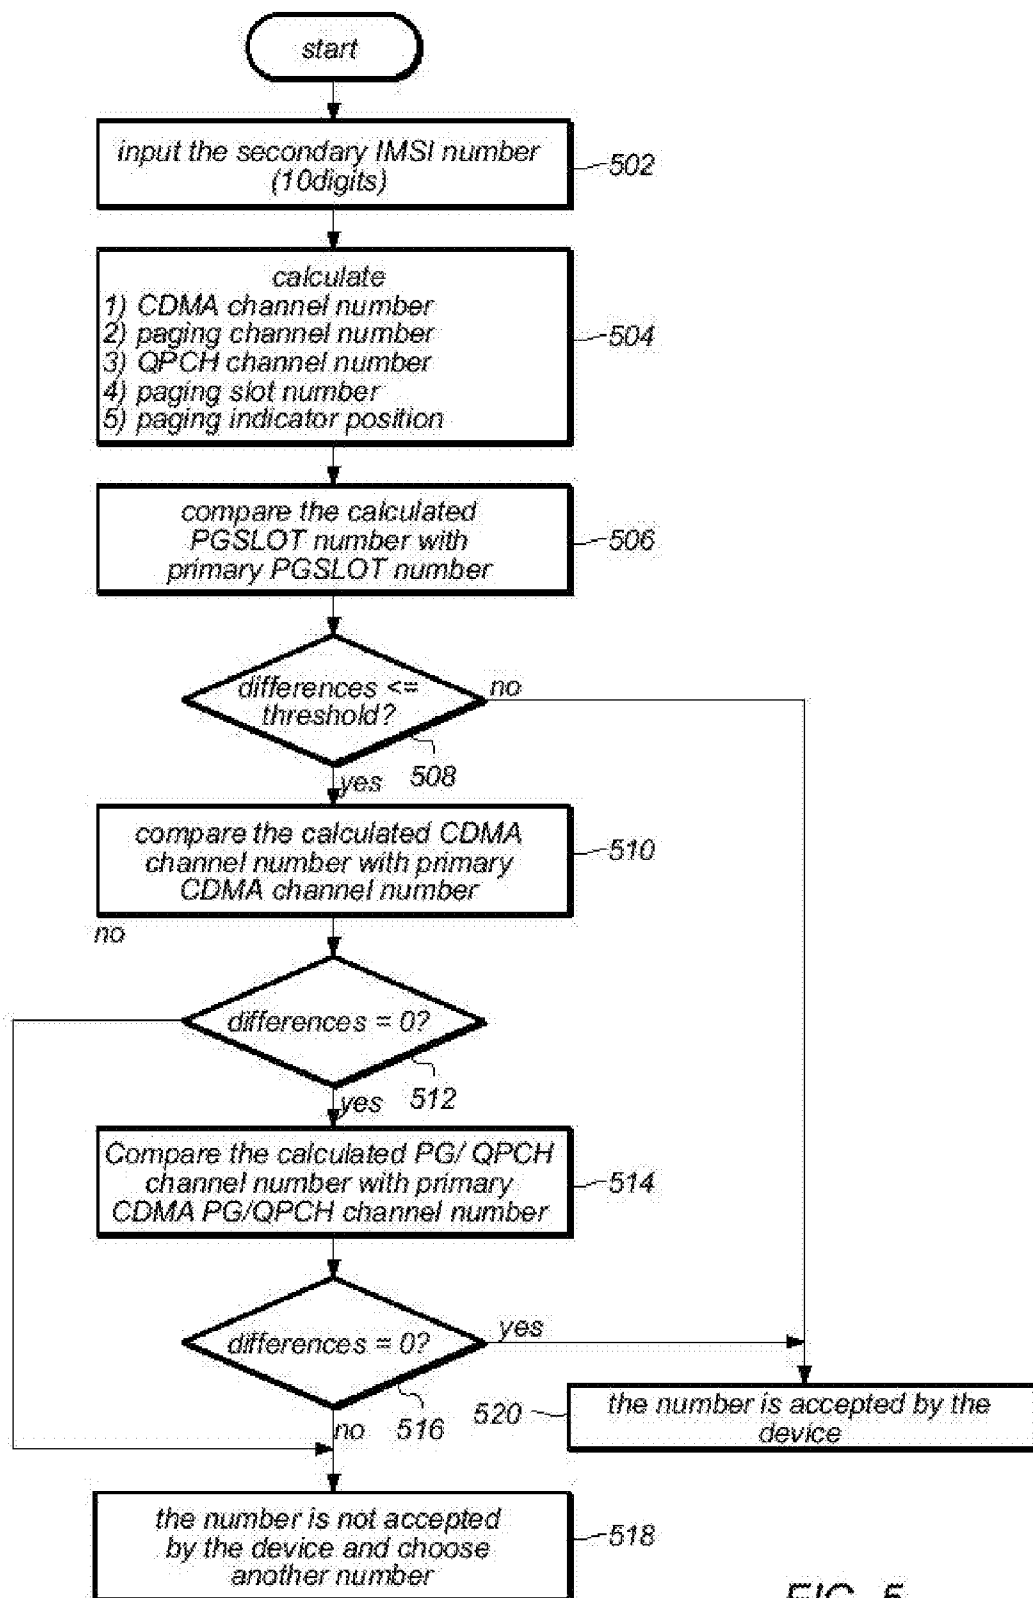 start
input the secondary IMSI number
(10digits)
502
calculate
1) CDMA channel number
2) paging channel number
3) QPCH channel number
4) paging slot number
5) paging indicator position
504
compare the calculated
PGSLOT number with
primary PGSLOT number
506
differences <=
threshold?
no
508
yes
compare the calculated CDMA
channel number with primary
CDMA channel number
510
no
differences = 0?
512
yes
Compare the calculated PG/ QPCH
channel number with primary
CDMA PG/QPCH channel number
514
differences = 0?
yes
516
no
520
the number is accepted by the
device
the number is not accepted
by the device and choose
another number
518
FIG. 5